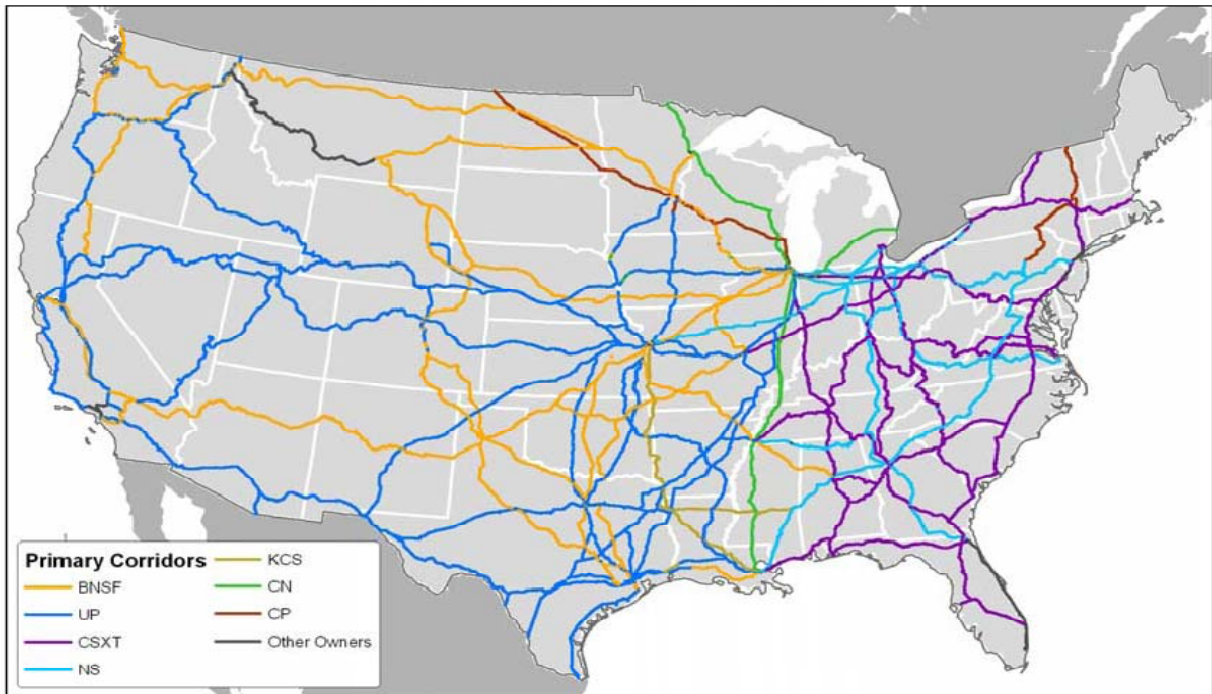 Primary Corridors
BNSF
UP
CSXT
NS
KCS
CN
CP
Other Owners